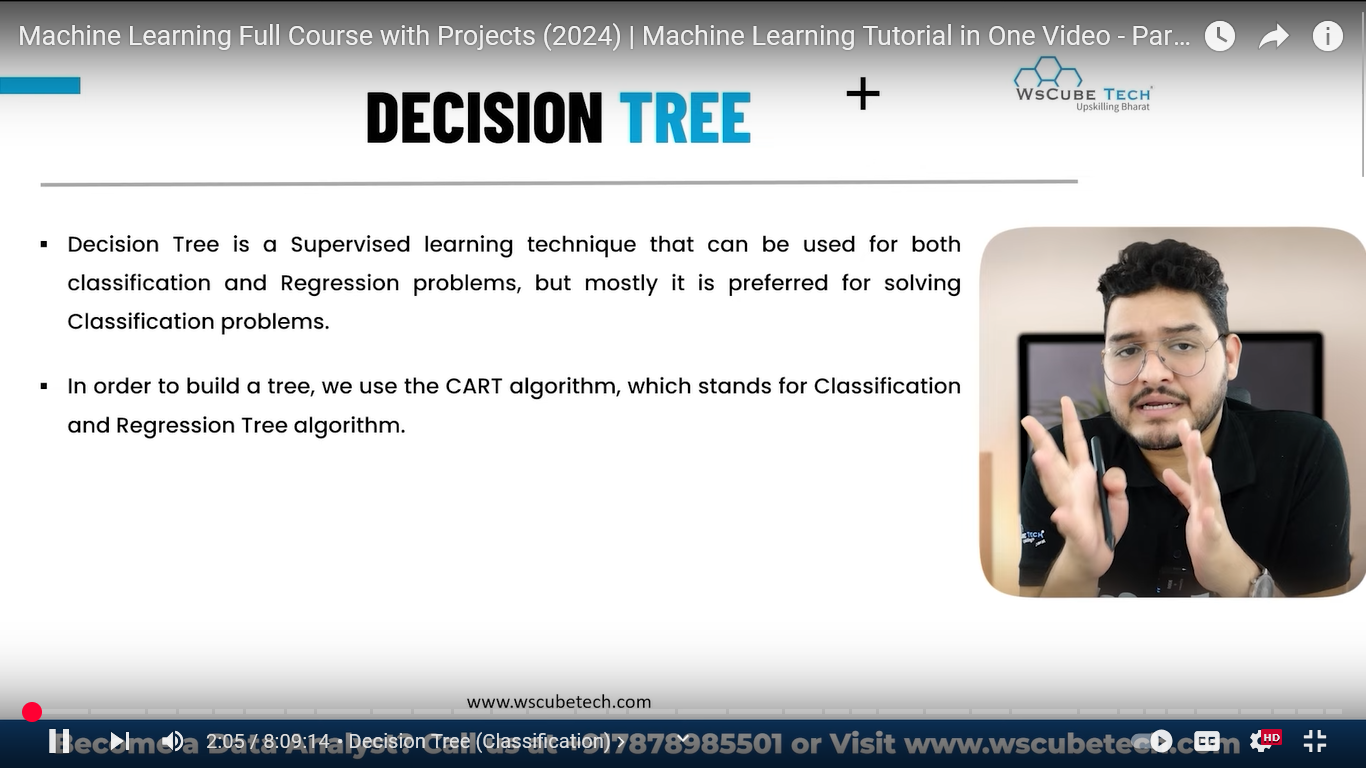 Machine Learning Full Course with Projects (2024) | Machine Learning Tutorial in One Video - Par...
WsCube Tech
Upskilling Bharat
DECISION TREE
▪ Decision Tree is a Supervised learning technique that can be used for both
classification and Regression problems, but mostly it is preferred for solving
Classification problems.
▪ In order to build a tree, we use the CART algorithm, which stands for Classification
and Regression Tree algorithm.
www.wscubetech.com
2:05 / 8:09:14 • Decision Tree (Classification) ›
CC
HD
Become a Data Analyst? Call 7878985501 or Visit www.wscubetech.com